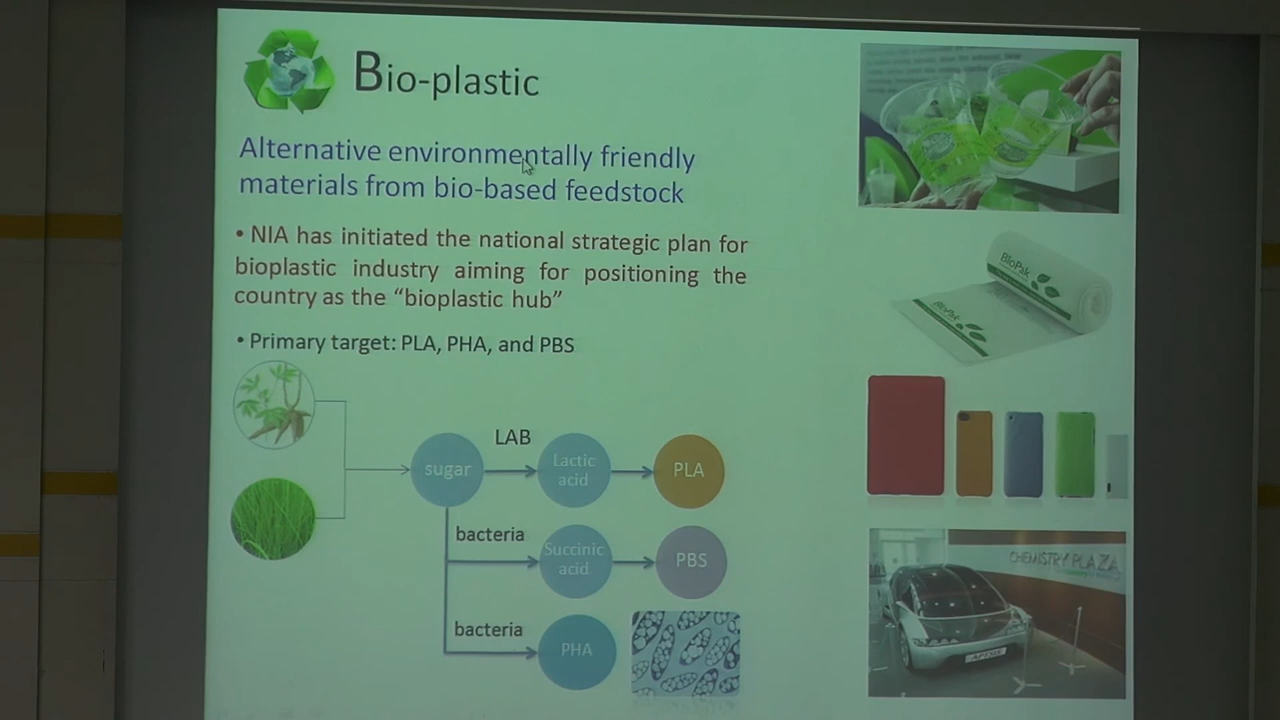 Bio-plastic
Alternative environmentally friendly
materials from bio-based feedstock
• NIA has initiated the national strategic plan for
bioplastic industry aiming for positioning the
country as the “bioplastic hub”
• Primary target: PLA, PHA, and PBS
LAB
sugar
Lactic
acid
PLA
bacteria
Succinic
acid
PBS
bacteria
PHA
BioPak
BioPak
CHEMISTRY PLAZA